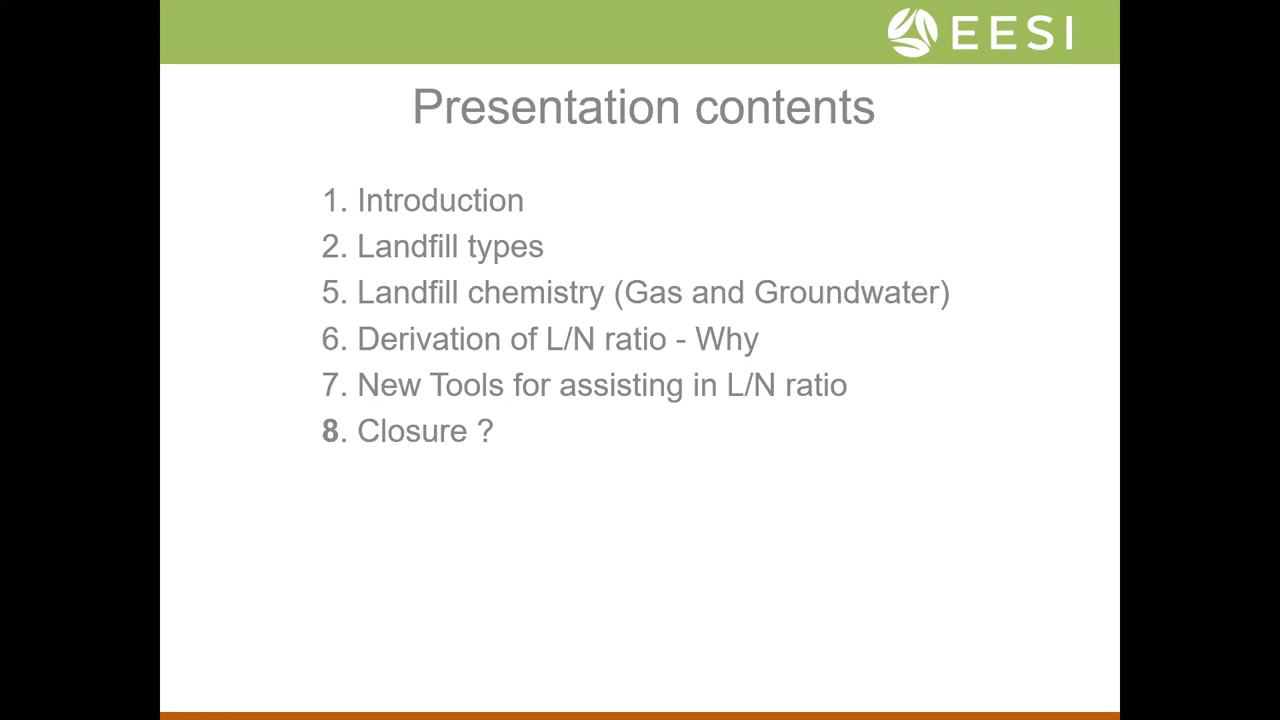 EESI
Presentation contents
1. Introduction
2. Landfill types
5. Landfill chemistry (Gas and Groundwater)
6. Derivation of L/N ratio - Why
7. New Tools for assisting in L/N ratio
8. Closure ?